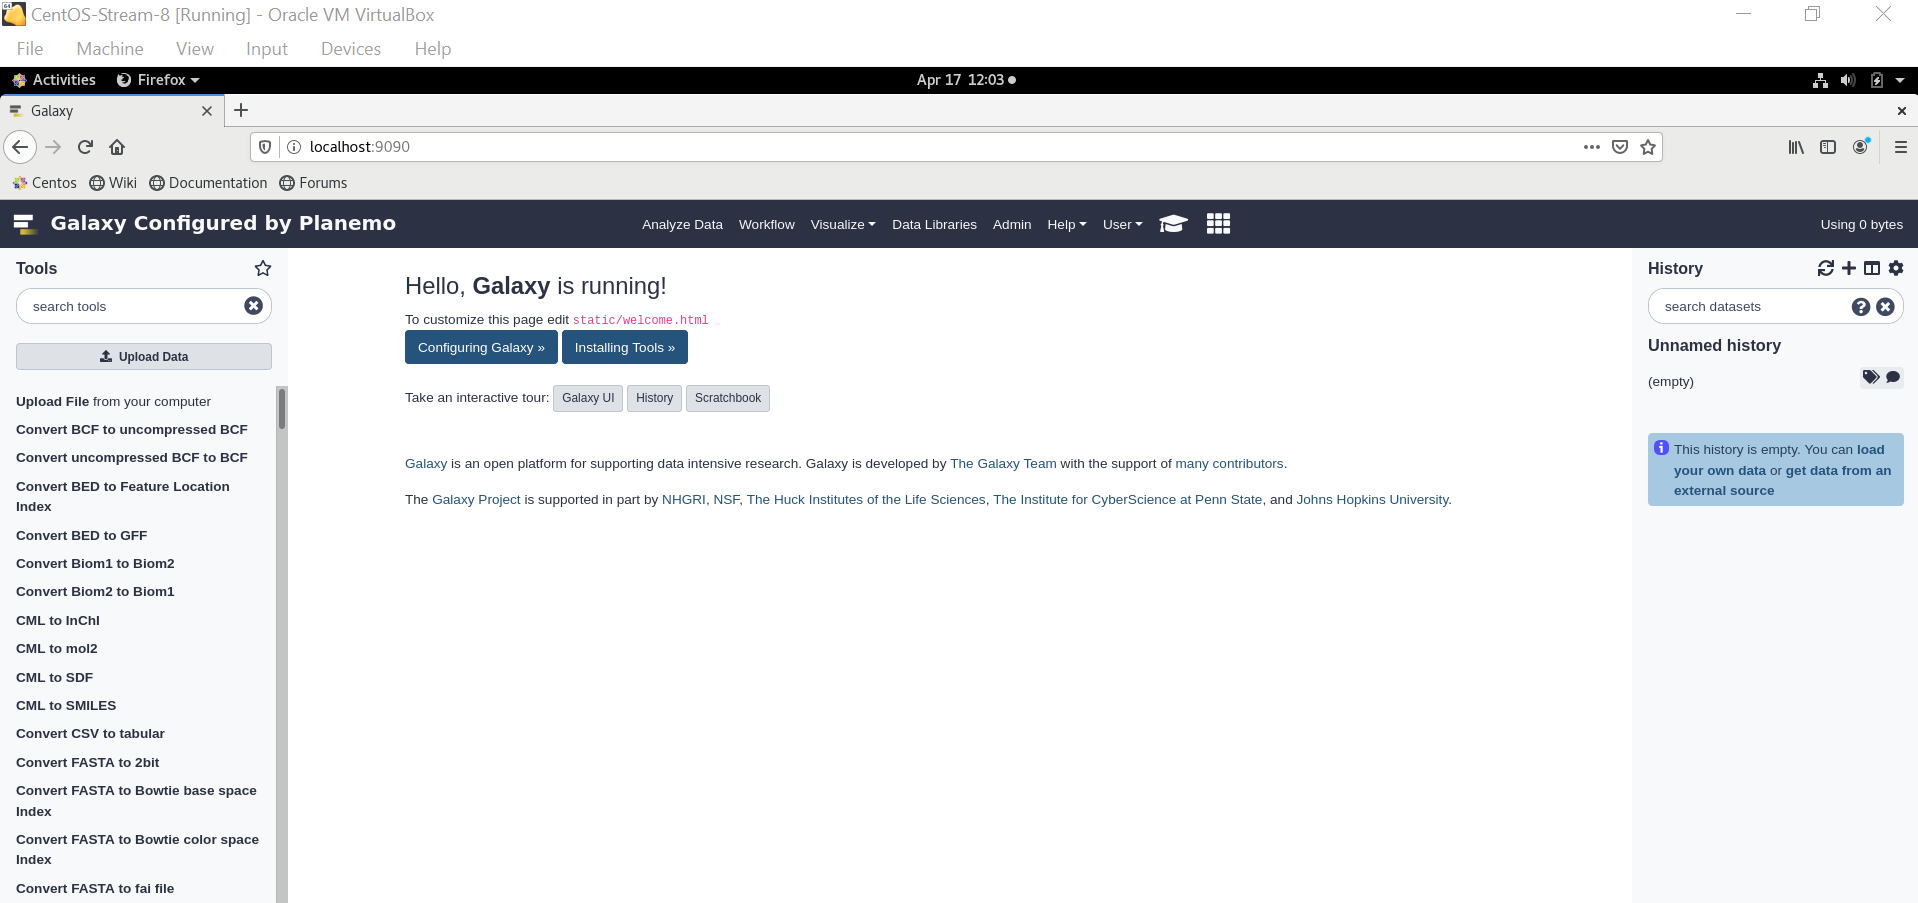 CentOS-Stream-8 [Running] - Oracle VM VirtualBox
File Machine View Input Devices Help
Activities Firefox Apr 17 12:03
Galaxy
localhost:9090
Centos Wiki Documentation Forums
Galaxy Configured by Planemo Analyze Data Workflow Visualize Data Libraries Admin Help User Using 0 bytes
Tools
search tools
Upload Data
Upload File from your computer
Convert BCF to uncompressed BCF
Convert uncompressed BCF to BCF
Convert BED to Feature Location
Index
Convert BED to GFF
Convert Biom1 to Biom2
Convert Biom2 to Biom1
CML to InChI
CML to mol2
CML to SDF
CML to SMILES
Convert CSV to tabular
Convert FASTA to 2bit
Convert FASTA to Bowtie base space
Index
Convert FASTA to Bowtie color space
Index
Convert FASTA to fai file
Hello, Galaxy is running!
To customize this page edit static/welcome.html
Configuring Galaxy » Installing Tools »
Take an interactive tour: Galaxy UI History Scratchbook
Galaxy is an open platform for supporting data intensive research. Galaxy is developed by The Galaxy Team with the support of many contributors.
The Galaxy Project is supported in part by NHGRI, NSF, The Huck Institutes of the Life Sciences, The Institute for CyberScience at Penn State, and Johns Hopkins University.
History
search datasets
Unnamed history
(empty)
This history is empty. You can load
your own data or get data from an
external source